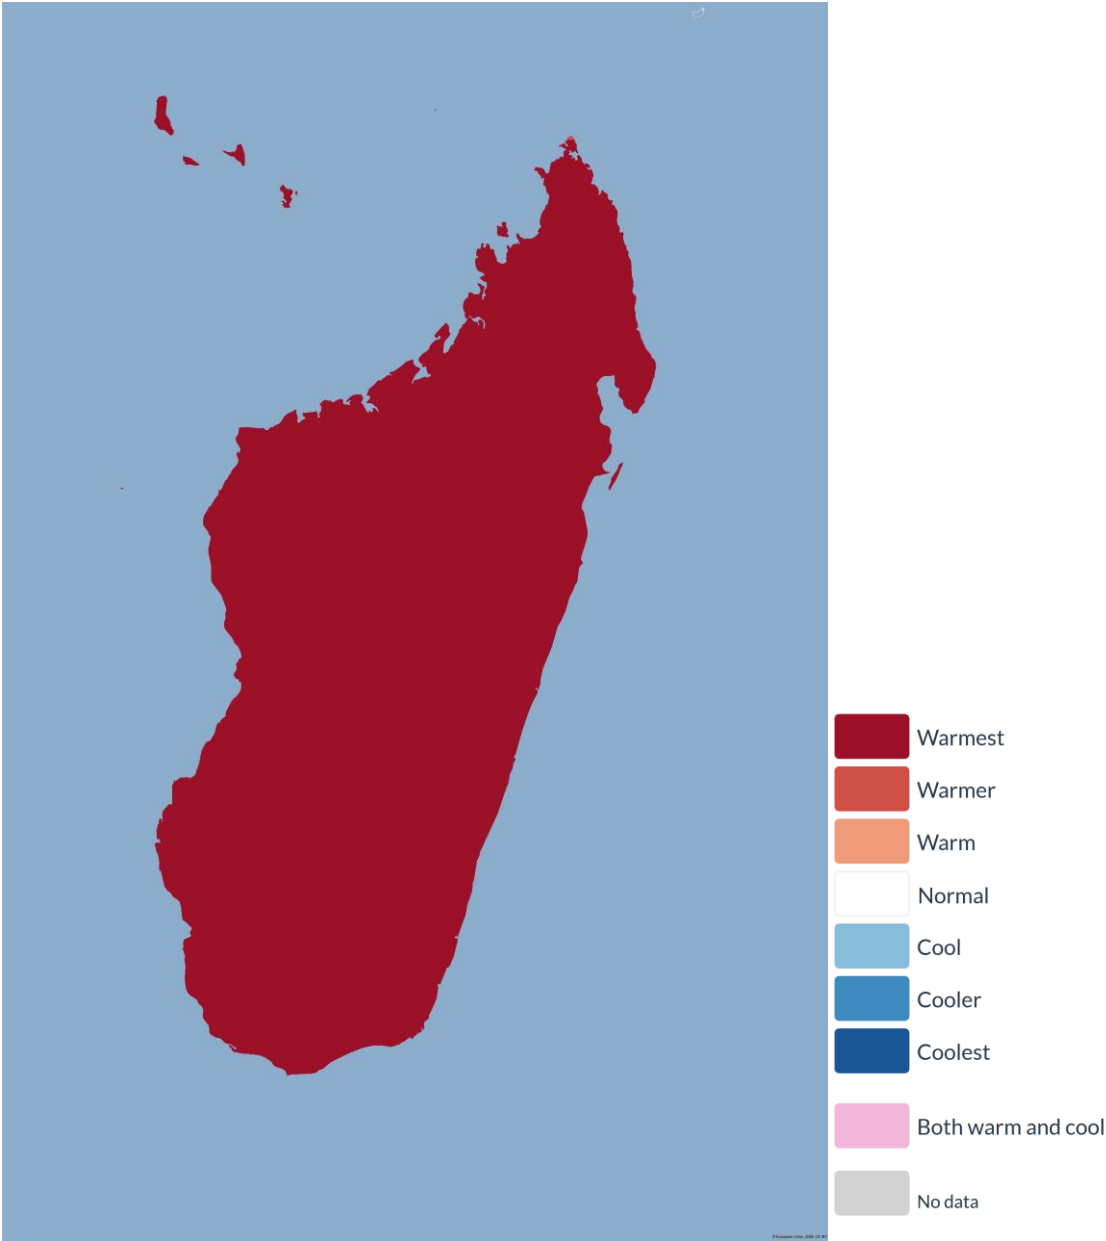 Warmest
Warmer
Warm
Normal
Cool
Cooler
Coolest
Both warm and cool
No data